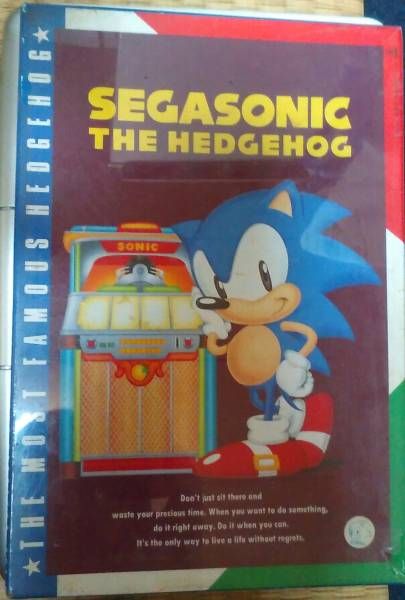 ★ THE MOST FAMOUS HEDGEHOG ★
SEGASONIC
THE HEDGEHOG
SONIC
Don't just sit there and
waste your precious time. When you want to do something,
do it right away. Do it when you can.
It's the only way to live a life without regrets.